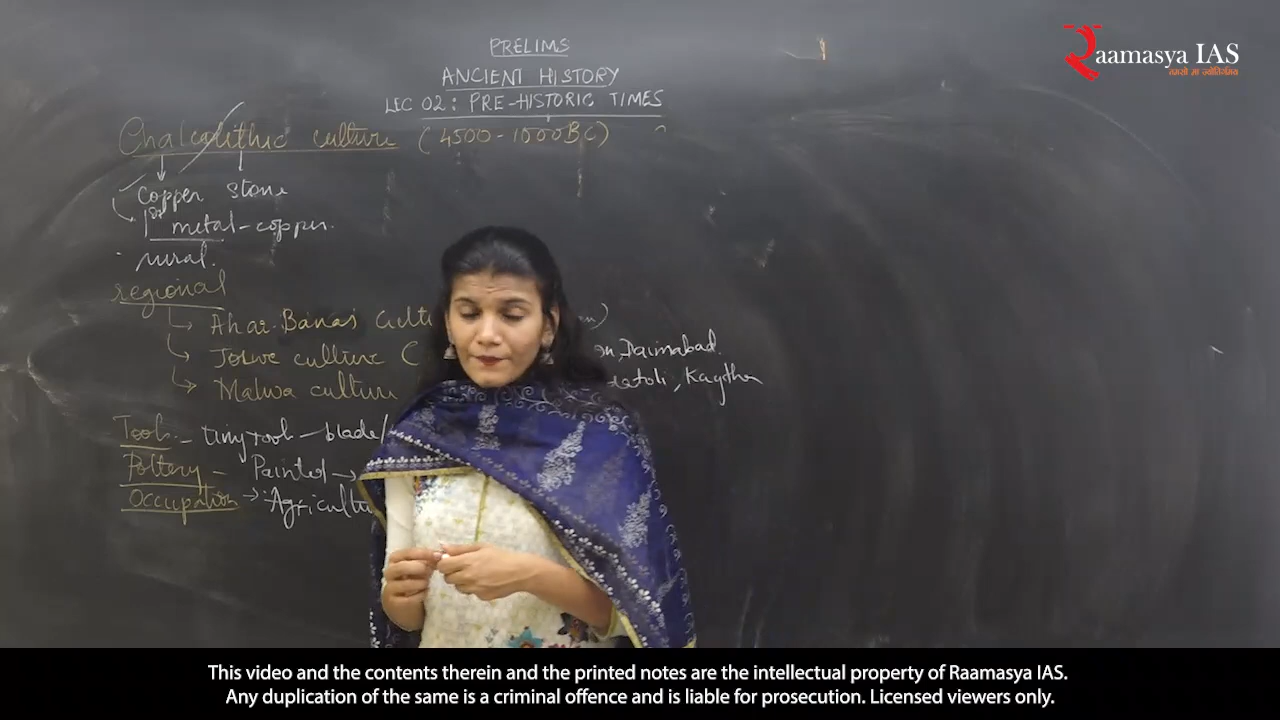 PRELIMS
ANCIENT HISTORY
LEC 02 : PRE-HISTORIC TIMES
Raamasya IAS
तमसो मा ज्योतिर्गमय
Chalcolithic culture (4500-1000BC)
Copper stone
1st metal-copper.
rural.
regional
Ahar-Banas
Jorwe culture ( Daimabad
Malwa culture Kaytha
Tools - tiny tool - blade/
Pottery - Painted →
Occupation →
This video and the contents therein and the printed notes are the intellectual property of Raamasya IAS.
Any duplication of the same is a criminal offence and is liable for prosecution. Licensed viewers only.